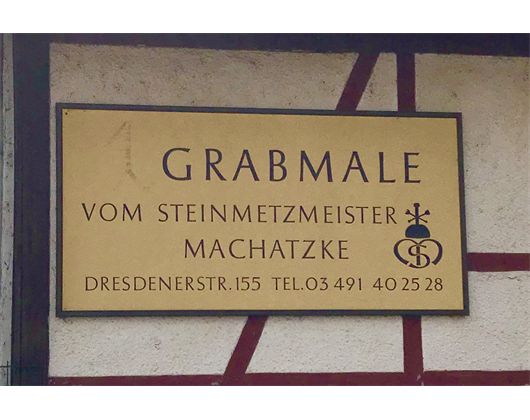 GRABMALE
VOM STEINMETZMEISTER
MACHATZKE
DRESDENERSTR. 155 TEL. 03 491 40 25 28